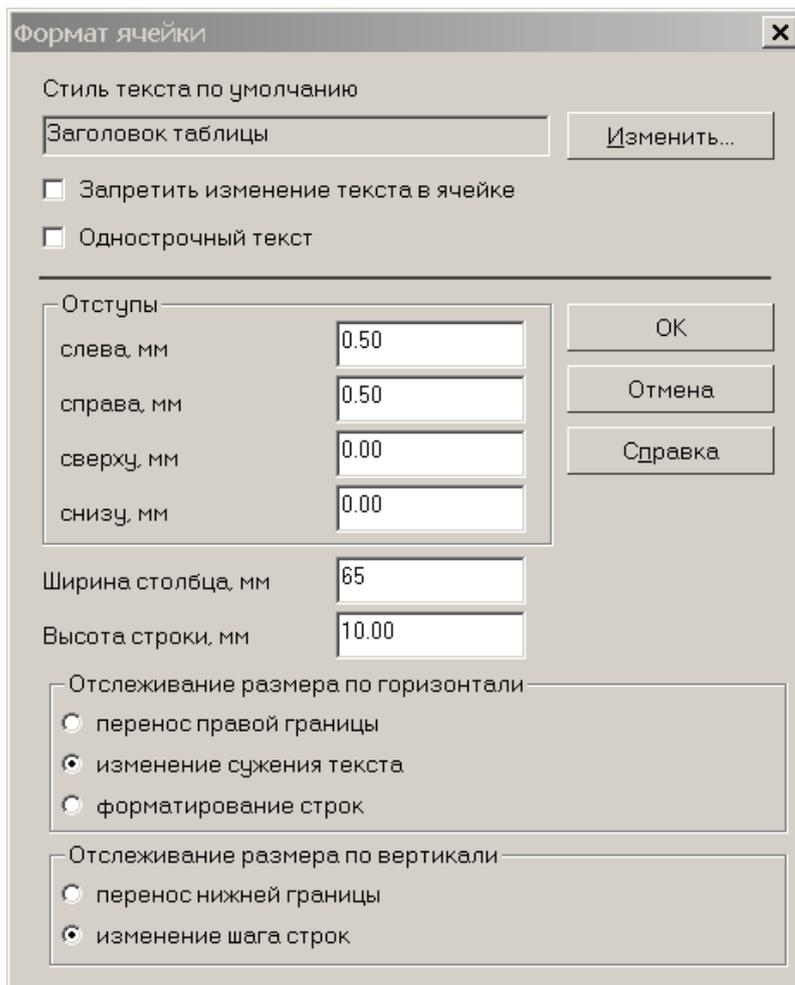 Формат ячейки
Стиль текста по умолчанию
Заголовок таблицы
Изменить...
Запретить изменение текста в ячейке
Однострочный текст
Отступы
слева, мм 0.50
справа, мм 0.50
сверху, мм 0.00
снизу, мм 0.00
OK
Отмена
Справка
Ширина столбца, мм 65
Высота строки, мм 10.00
Отслеживание размера по горизонтали
перенос правой границы
изменение сужения текста
форматирование строк
Отслеживание размера по вертикали
перенос нижней границы
изменение шага строк